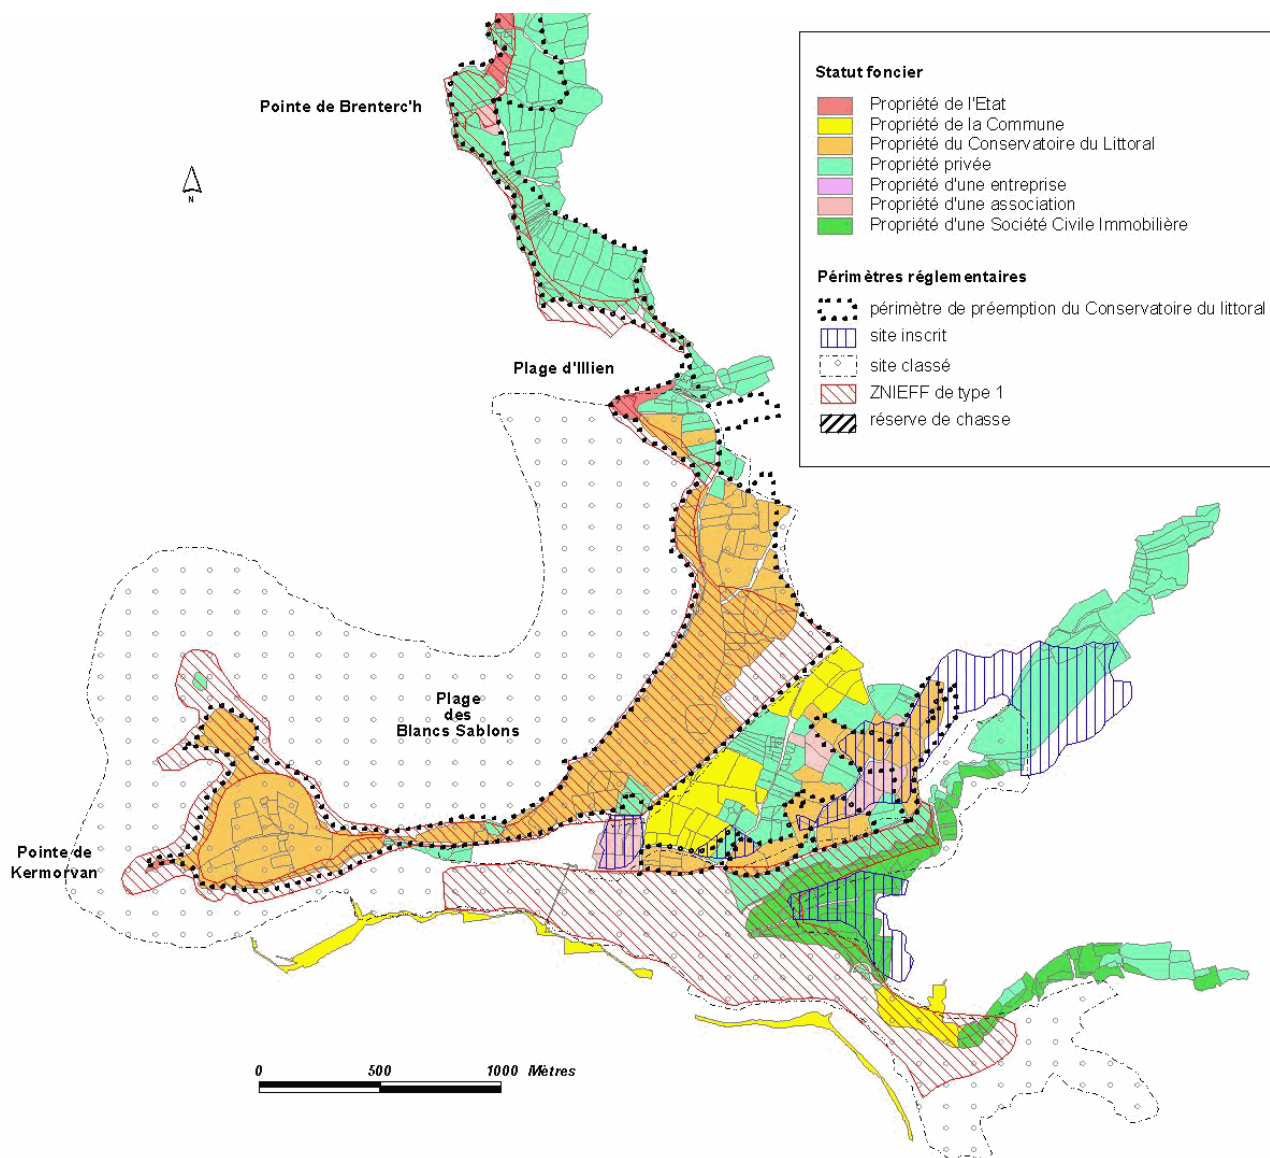 Pointe de Brenterc'h
N
Plage d'Illien
Plage
des
Blancs Sablons
Pointe de
Kermorvan
0 500 1000 Mètres
Statut foncier
Propriété de l'Etat
Propriété de la Commune
Propriété du Conservatoire du Littoral
Propriété privée
Propriété d'une entreprise
Propriété d'une association
Propriété d'une Société Civile Immobilière
Périmètres réglementaires
périmètre de préemption du Conservatoire du littoral
site inscrit
site classé
ZNIEFF de type 1
réserve de chasse